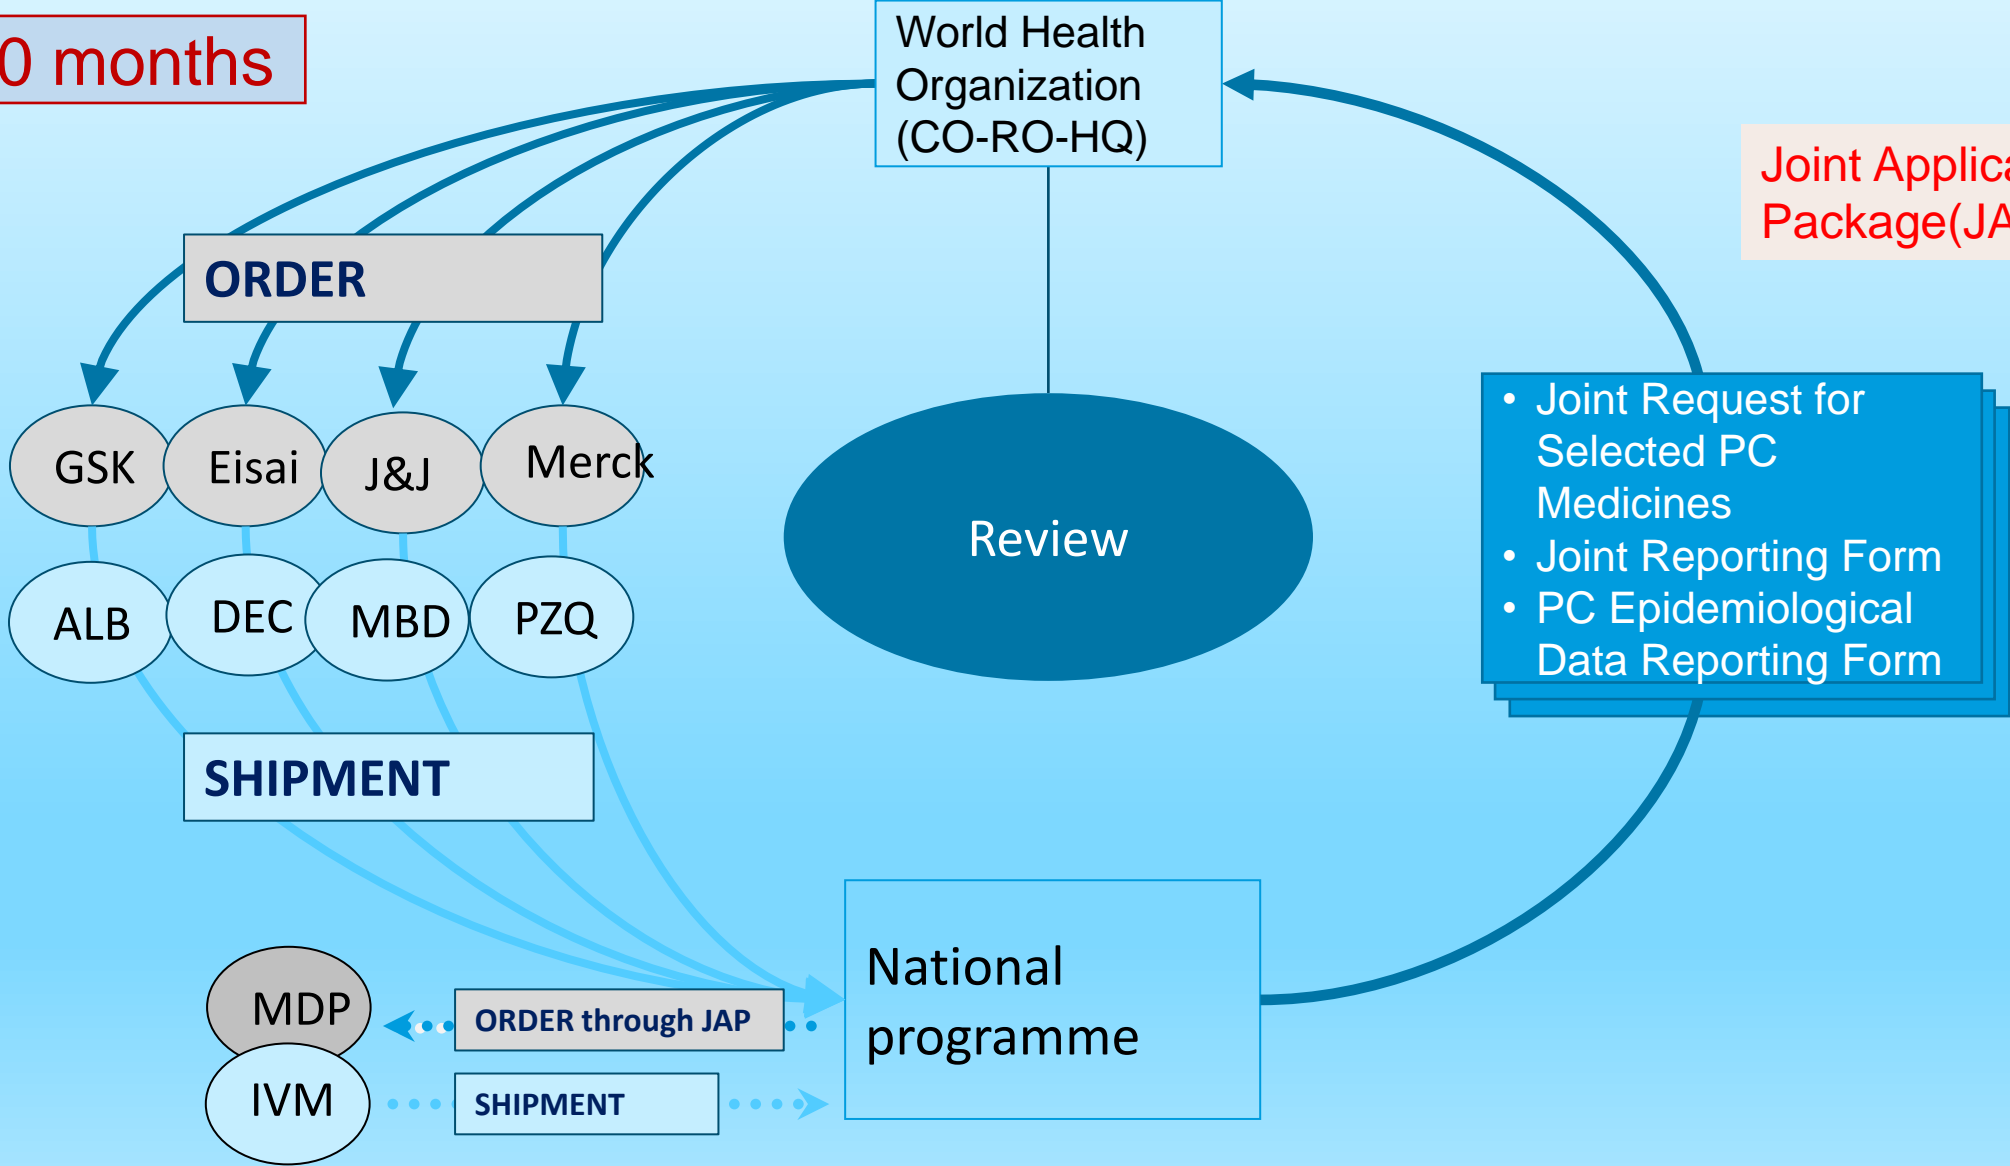 0 months
World Health
Organization
(CO-RO-HQ)
Joint Applica
Package(JA
ORDER
GSK
Eisai
J&J
Merck
• Joint Request for
Selected PC
Medicines
• Joint Reporting Form
• PC Epidemiological
Data Reporting Form
Review
ALB
DEC
MBD
PZQ
SHIPMENT
National
programme
MDP
ORDER through JAP
IVM
SHIPMENT